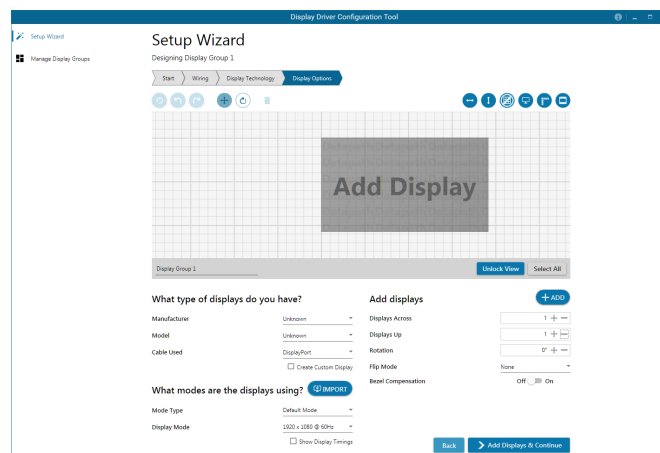 Display Driver Configuration Tool
Setup Wizard
Manage Display Groups
Setup Wizard
Designing Display Group 1
Start Wiring Display Technology Display Options
Add Display
Display Group 1 Unlock View Select All
What type of displays do you have? Add displays + ADD
Manufacturer Unknown Displays Across 1 + −
Model Unknown Displays Up 1 + −
Cable Used DisplayPort Rotation 0° + −
Create Custom Display Flip Mode None
What modes are the displays using? IMPORT Bezel Compensation Off On
Mode Type Default Mode
Display Mode 1920 x 1080 @ 60Hz
Show Display Timings Back Add Displays & Continue